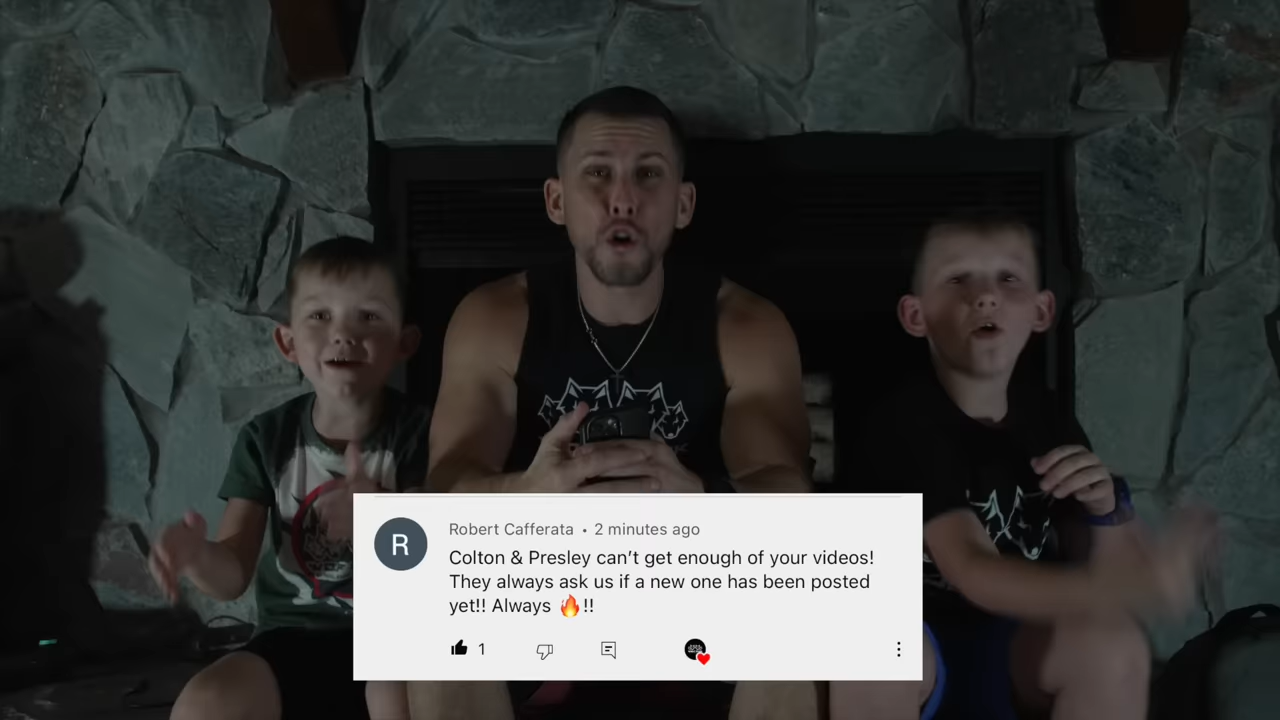 R
Robert Cafferata • 2 minutes ago
Colton & Presley can’t get enough of your videos!
They always ask us if a new one has been posted
yet!! Always 🔥!!
1